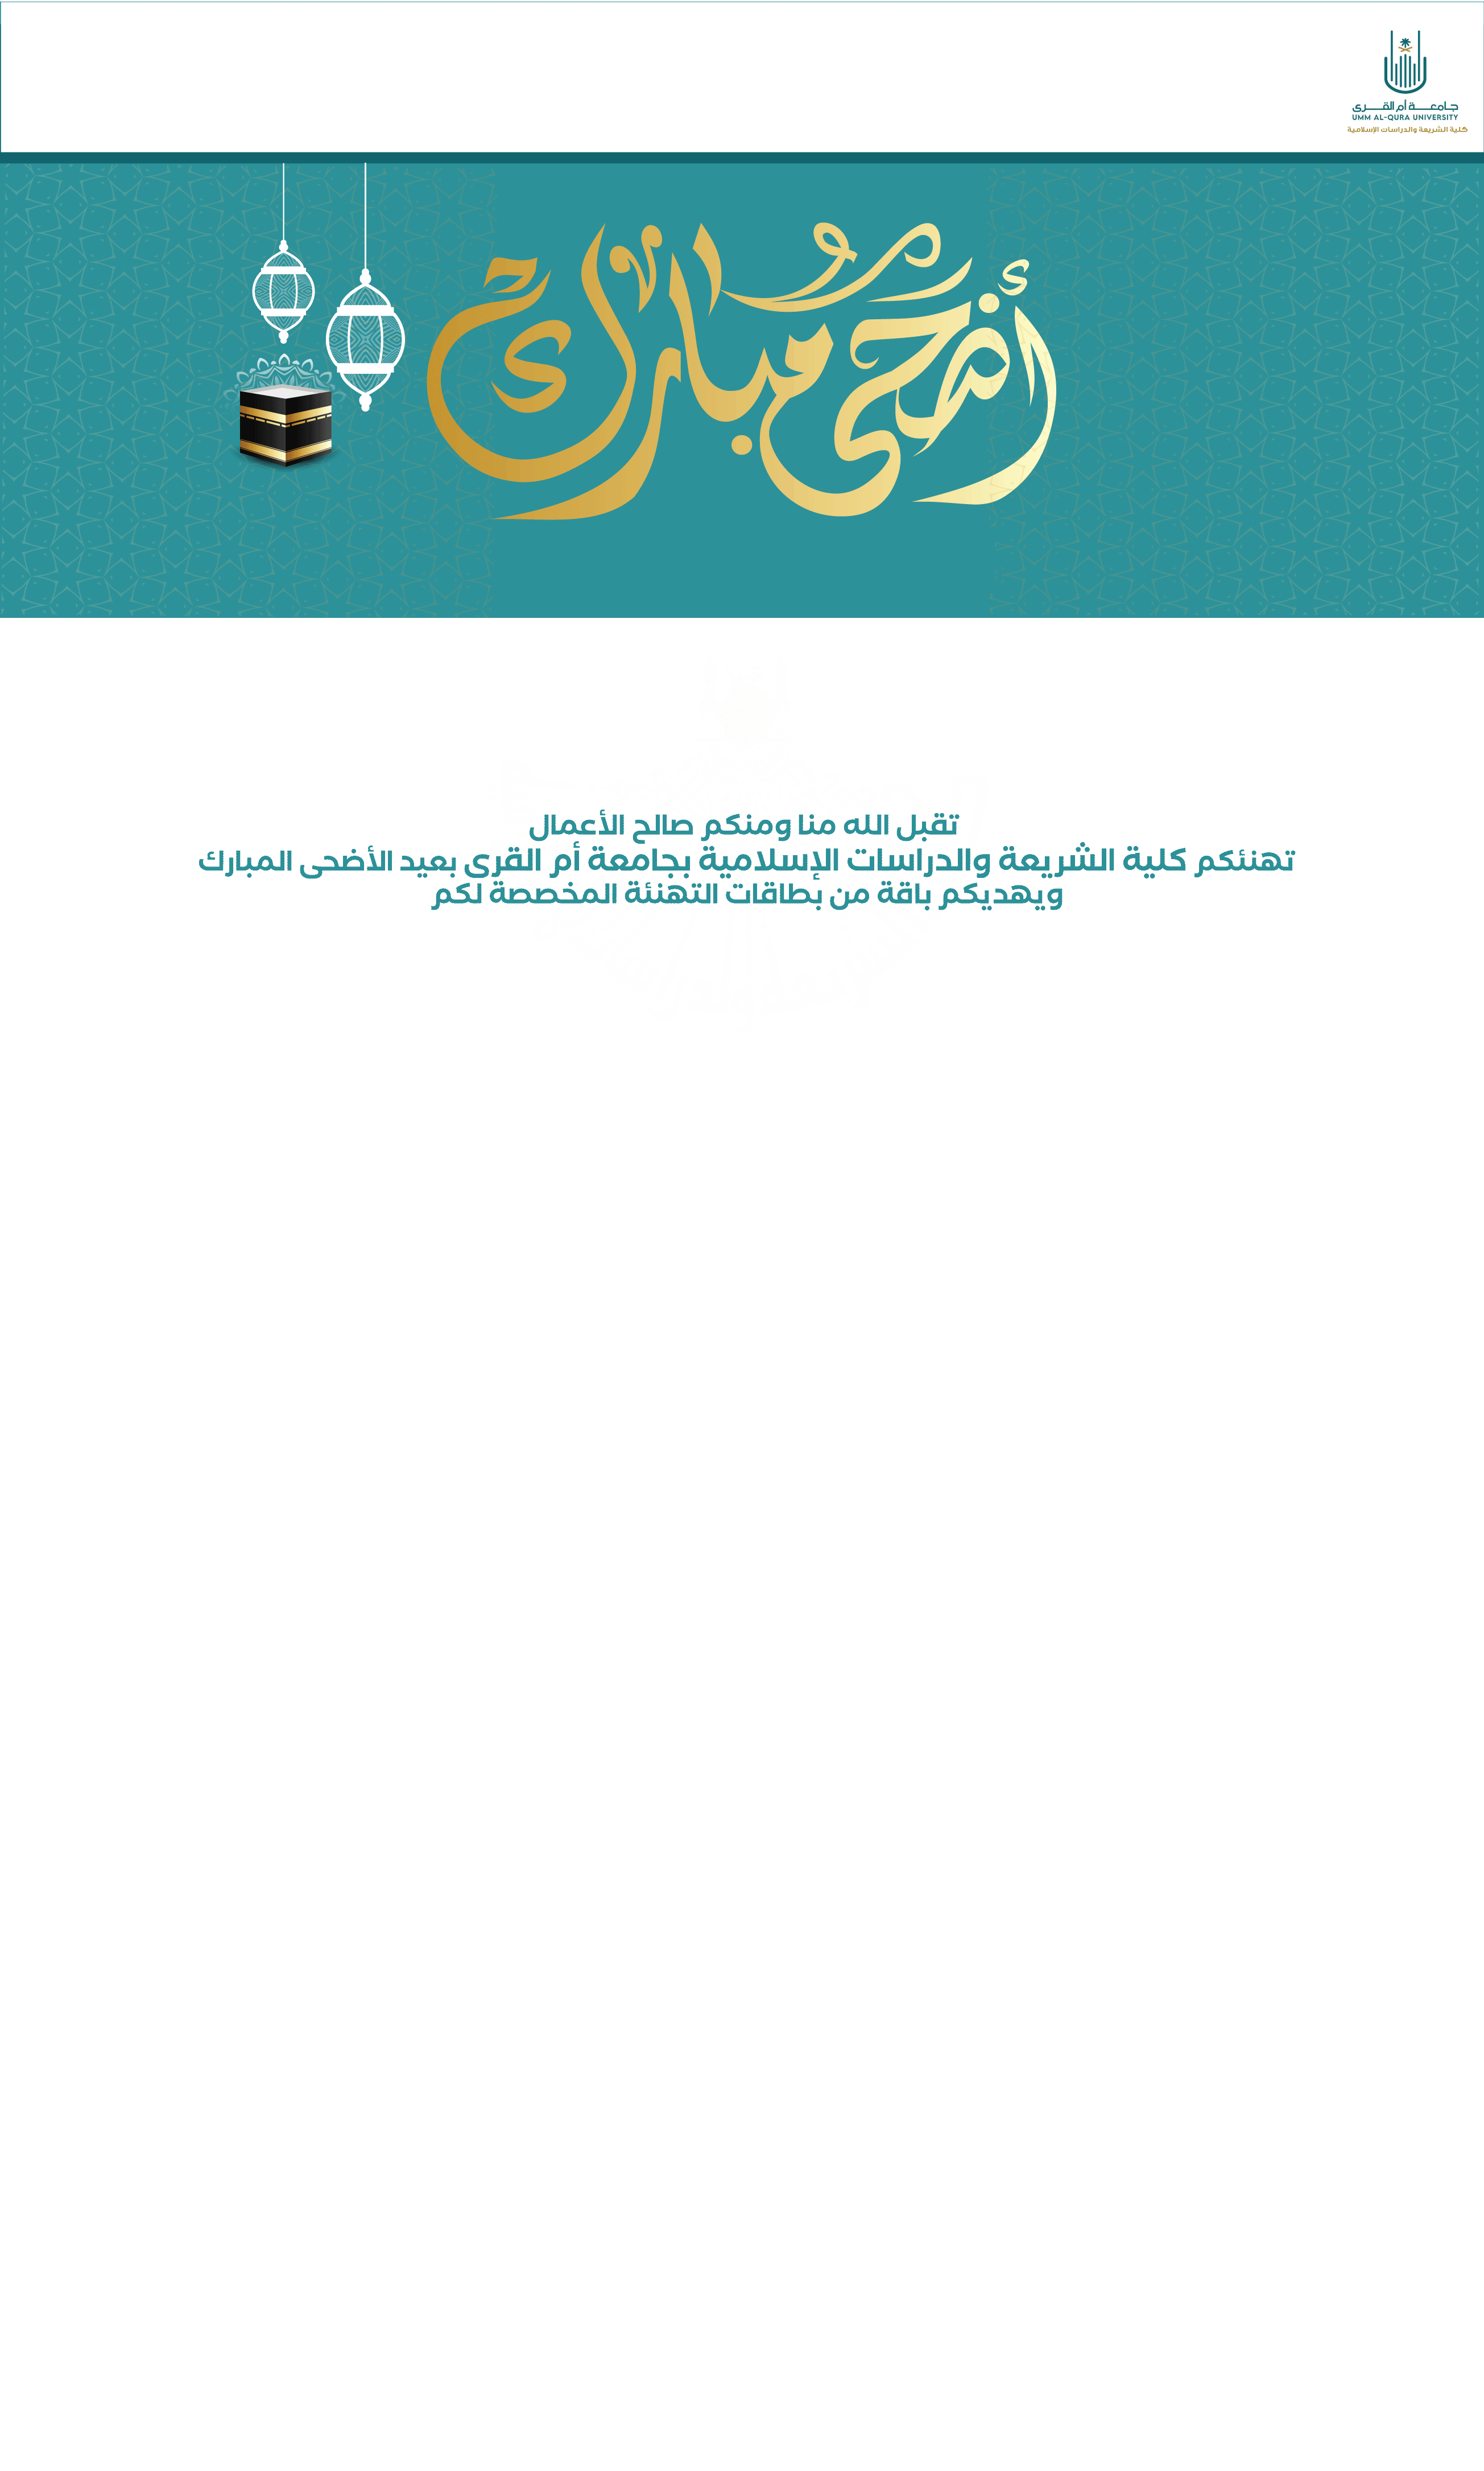 جامعة أم القرى
UMM AL-QURA UNIVERSITY
كلية الشريعة والدراسات الإسلامية
أضحى مبارك
تقبل الله منا ومنكم صالح الأعمال
تهنئكم كلية الشريعة والدراسات الإسلامية بجامعة أم القرى بعيد الأضحى المبارك
ويهديكم باقة من بطاقات التهنئة المخصصة لكم